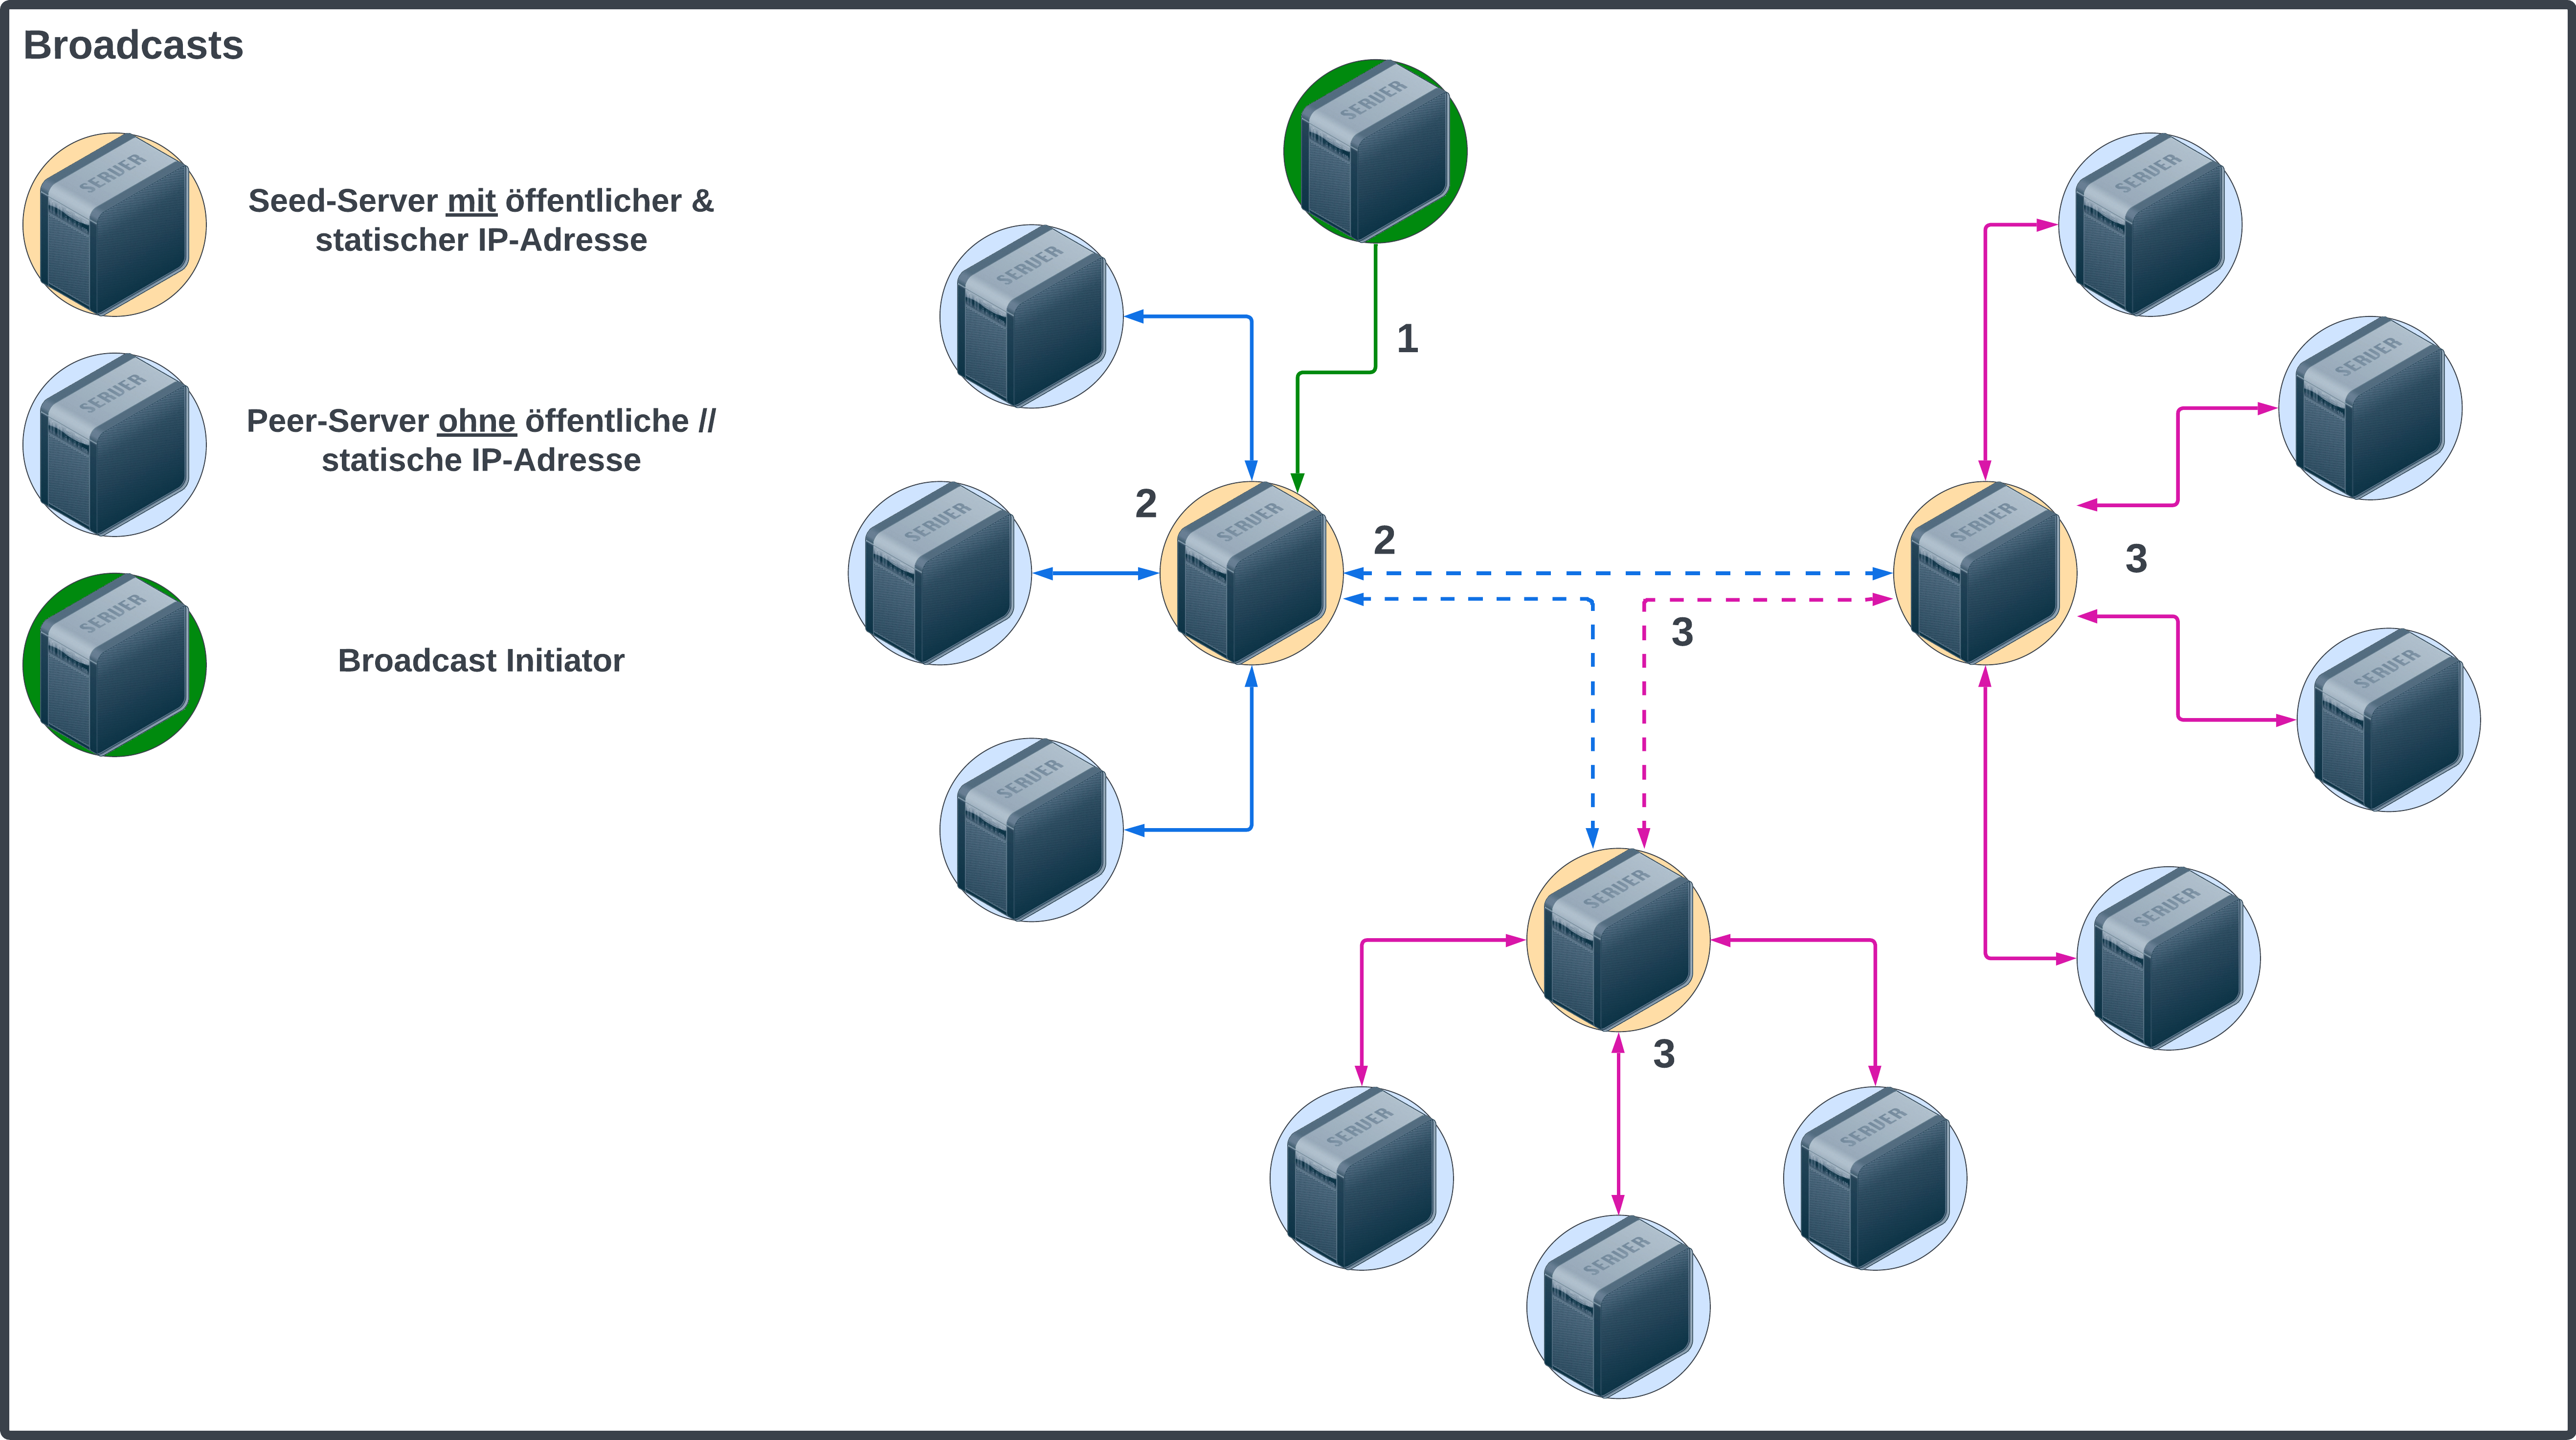 Broadcasts
SERVER
SERVER
Seed-Server mit öffentlicher &
statischer IP-Adresse
SERVER
SERVER
1
SERVER
SERVER
Peer-Server ohne öffentliche //
statische IP-Adresse
SERVER
2
SERVER
2
SERVER
3
SERVER
Broadcast Initiator
3
SERVER
SERVER
SERVER
SERVER
3
SERVER
SERVER
SERVER